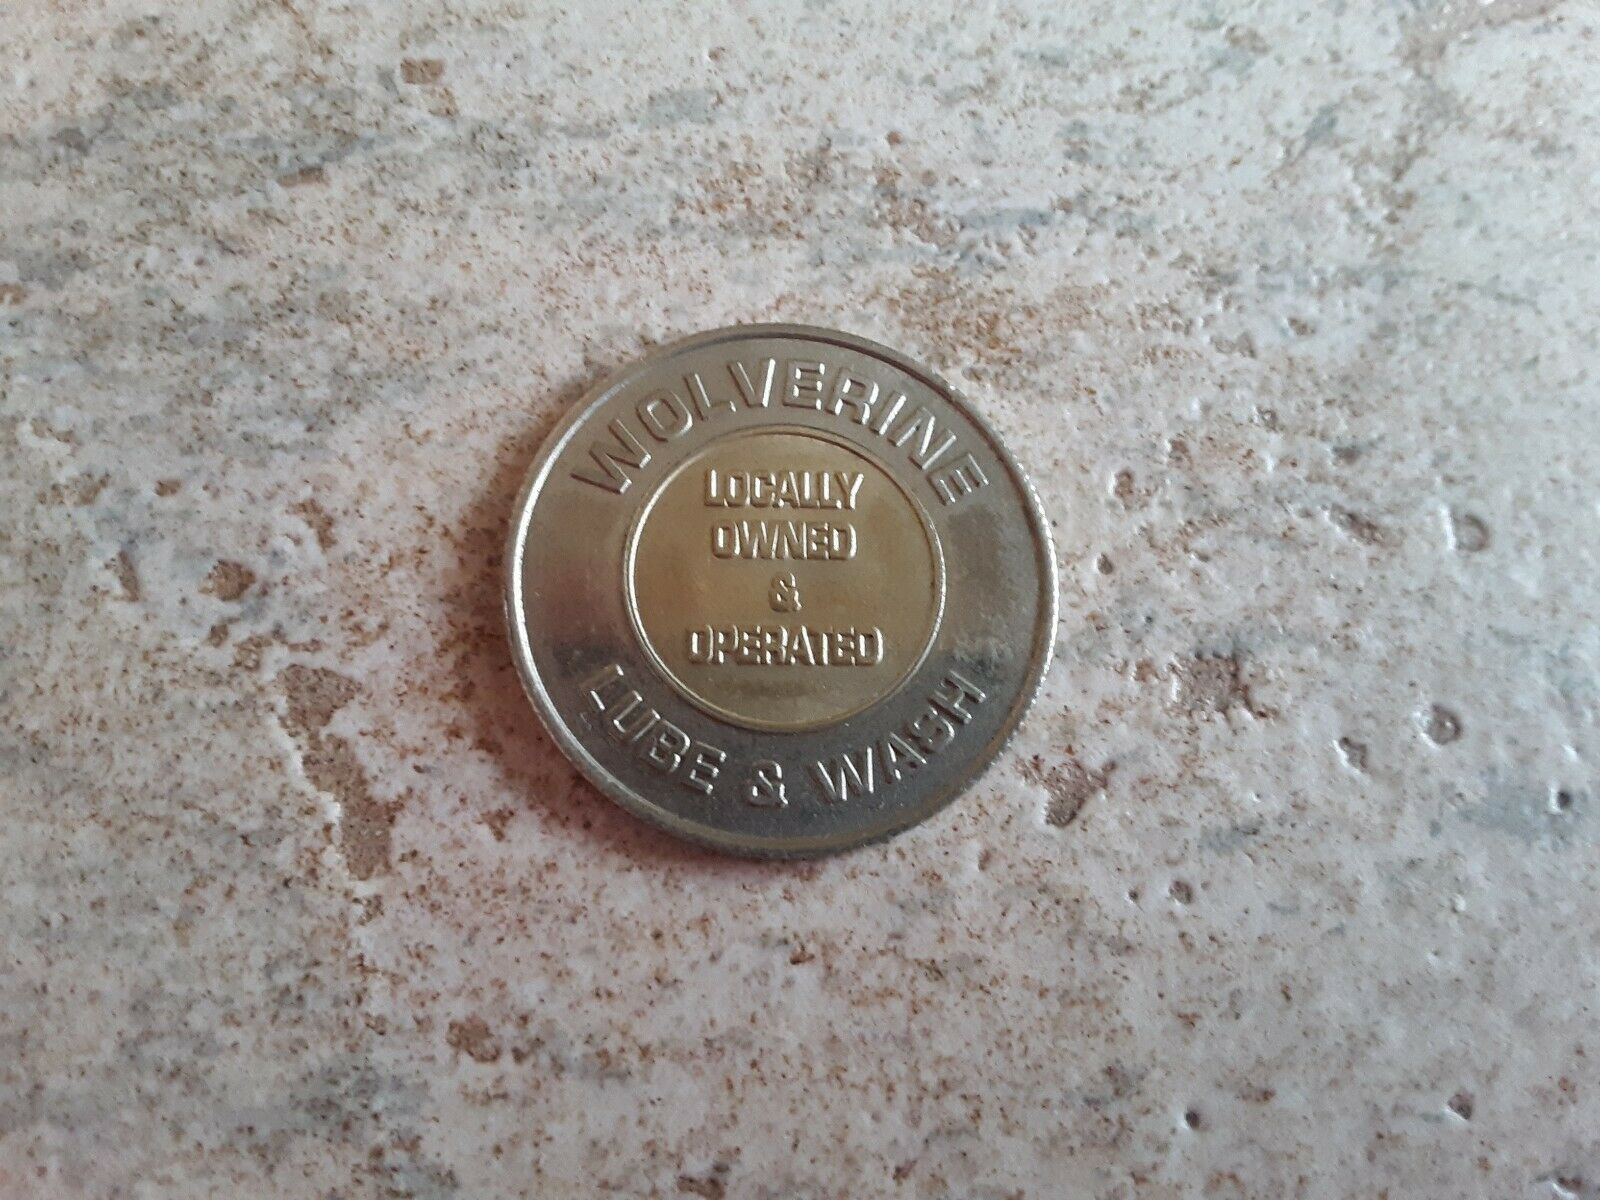 WOLVERINE
LOCALLY
OWNED
&
OPERATED
LUBE & WASH